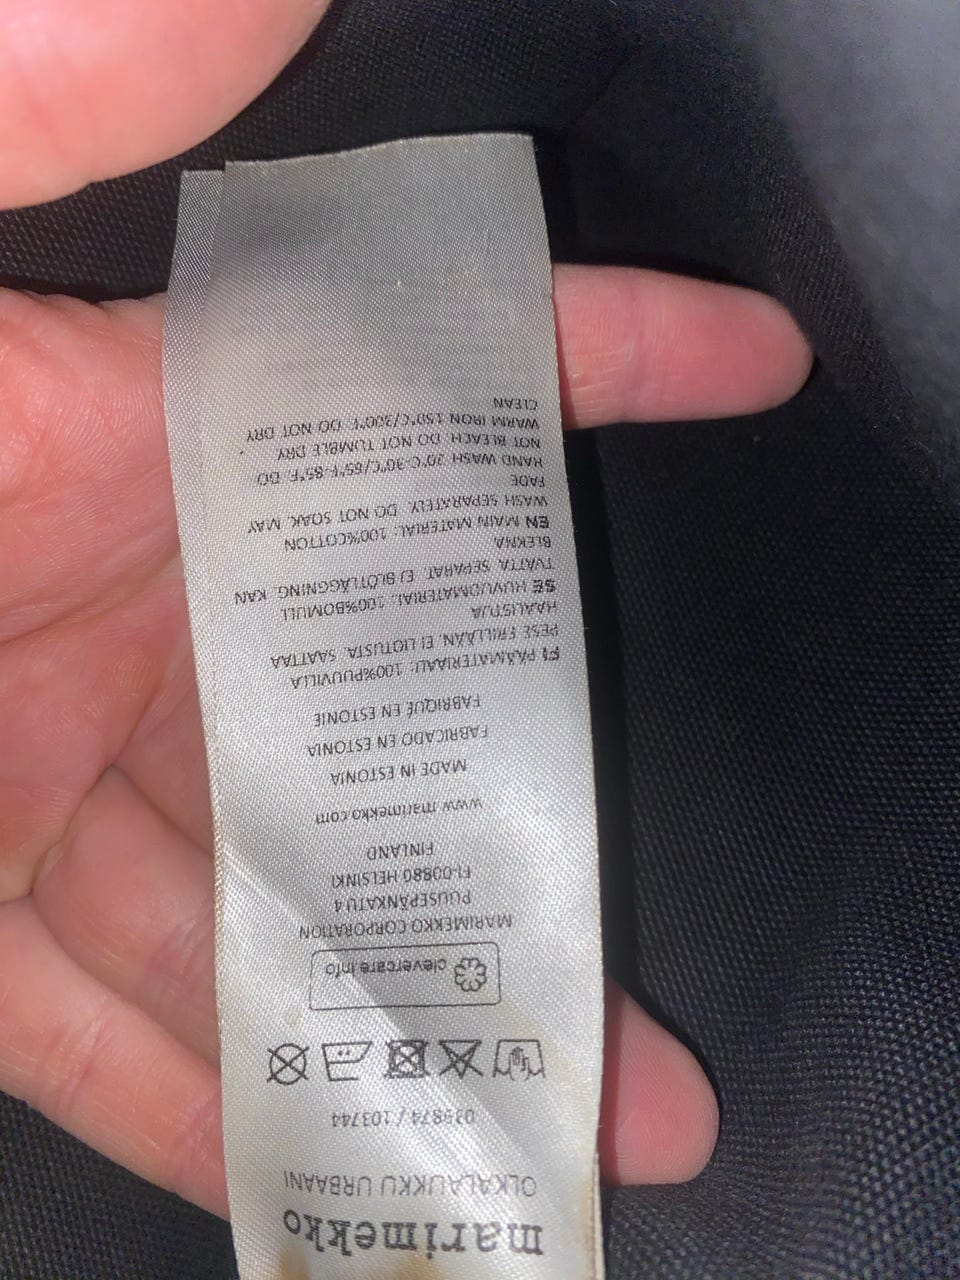 marimekko
OLKALAUKKU URBAANI
039874 / 103744
clevercare.info
MARIMEKKO CORPORATION
PUUSEPÄNKATU 4
FI-00880 HELSINKI
FINLAND
www.marimekko.com
MADE IN ESTONIA
FABRICADO EN ESTONIA
FABRIQUÉ EN ESTONIE
FI PÄÄMATERIAALI: 100%PUUVILLA
PESE ERILLÄÄN. EI LIOTUSTA. SAATTAA
HAALISTUA
SE HUVUDMATERIAL: 100%BOMULL
TVÄTTA SEPARAT. EJ BLÖTLÄGGNING. KAN
BLEKNA
EN MAIN MATERIAL: 100%COTTON
WASH SEPARATELY. DO NOT SOAK. MAY
FADE
HAND WASH 20°C-30°C/65°F-85°F. DO
NOT BLEACH. DO NOT TUMBLE DRY.
WARM IRON 150°C/300°F. DO NOT DRY
CLEAN